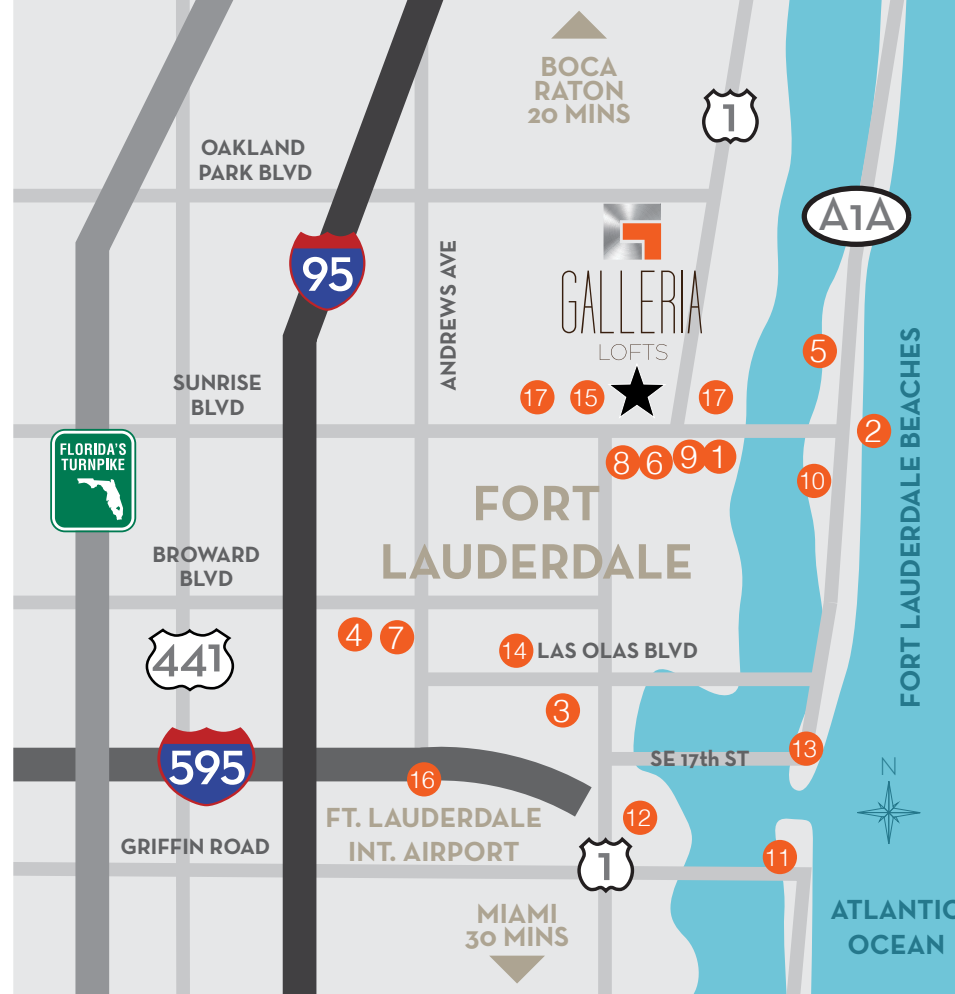 BOCA
RATON
20 MINS
1
OAKLAND
PARK BLVD
A1A
95
ANDREWS AVE
GALLERIA
LOFTS
5
FORT LAUDERDALE BEACHES
SUNRISE
BLVD
17
15
17
2
FLORIDA'S
TURNPIKE
8
6
9
1
10
FORT
LAUDERDALE
BROWARD
BLVD
4
7
14
LAS OLAS BLVD
441
3
595
SE 17th ST
13
16
N
FT. LAUDERDALE
INT. AIRPORT
12
GRIFFIN ROAD
1
11
MIAMI
30 MINS
ATLANTIC
OCEAN